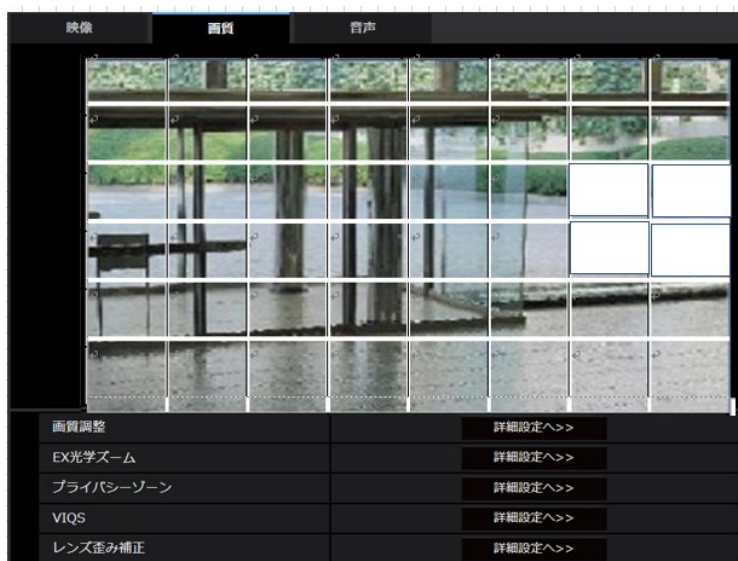 映像 画質 音声
画質調整 詳細設定へ>>
EX光学ズーム 詳細設定へ>>
プライバシーゾーン 詳細設定へ>>
VIQS 詳細設定へ>>
レンズ歪み補正 詳細設定へ>>